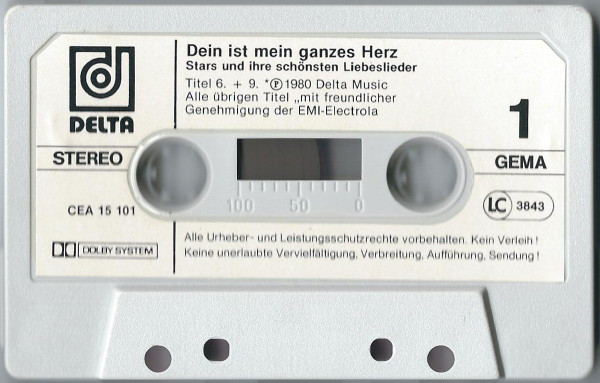 Dein ist mein ganzes Herz
Stars und ihre schönsten Liebeslieder
Titel 6. + 9. *Ⓟ1980 Delta Music
Alle übrigen Titel „mit freundlicher
Genehmigung der EMI-Electrola
DELTA
1
STEREO
GEMA
100 50 0
CEA 15 101
LC 3843
Alle Urheber- und Leistungsschutzrechte vorbehalten. Kein Verleih!
Keine unerlaubte Vervielfältigung, Verbreitung, Aufführung, Sendung!
DOLBY SYSTEM